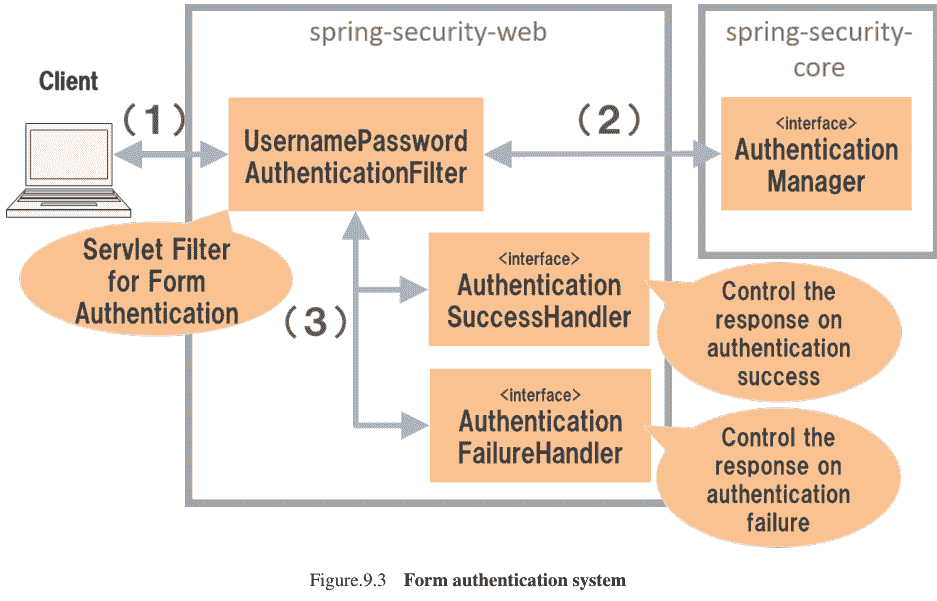 spring-security-web
spring-security-
core
Client
(1)
(2)
UsernamePassword
AuthenticationFilter
<interface>
Authentication
Manager
Servlet Filter
for Form
Authentication
(3)
<interface>
Authentication
SuccessHandler
Control the
response on
authentication
success
<interface>
Authentication
FailureHandler
Control the
response on
authentication
failure
Figure.9.3 Form authentication system